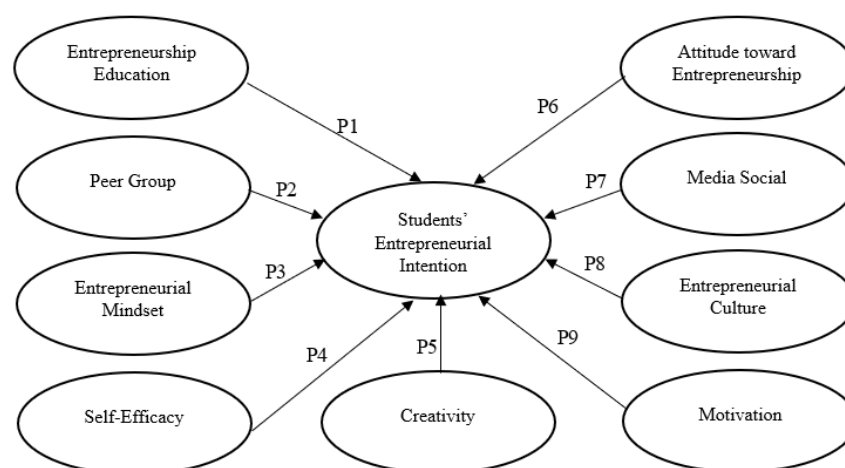 Entrepreneurship
Education
Attitude toward
Entrepreneurship
P1
P6
Peer Group
P2
Students’
Entrepreneurial
Intention
P7
Media Social
Entrepreneurial
Mindset
P3
P8
Entrepreneurial
Culture
P4
P5
P9
Self-Efficacy
Creativity
Motivation